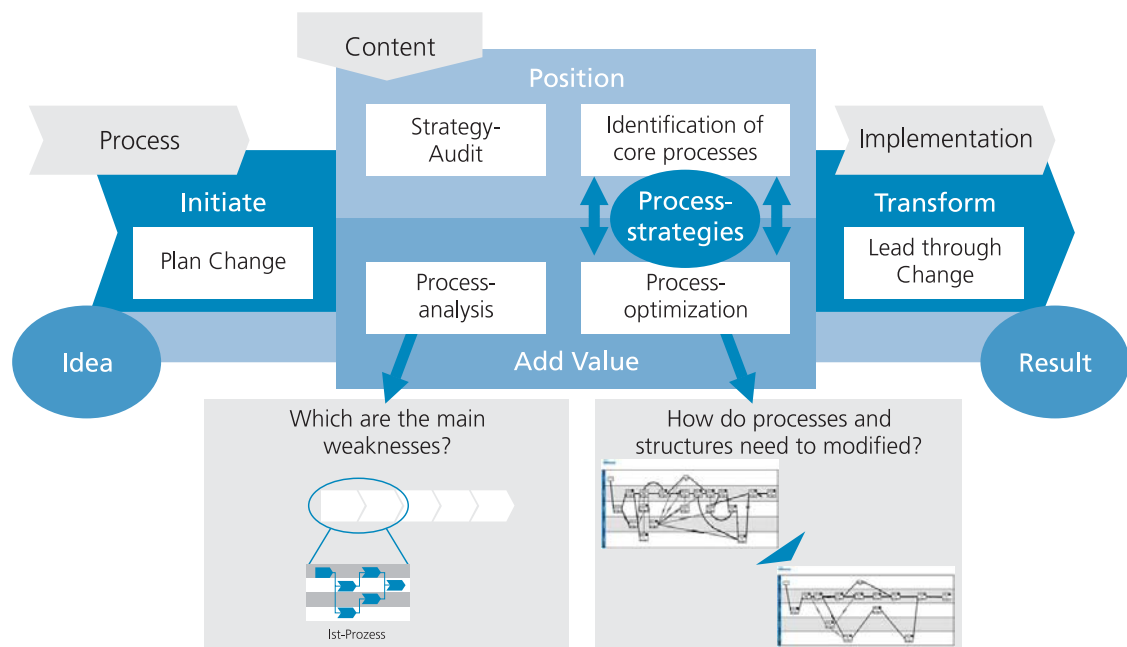 Content
Position
Process
Strategy-
Audit
Identification of
core processes
Implementation
Initiate
Process-
strategies
Transform
Plan Change
Lead through
Change
Process-
analysis
Process-
optimization
Idea
Add Value
Result
Which are the main
weaknesses?
How do processes and
structures need to modified?
Ist-Prozess